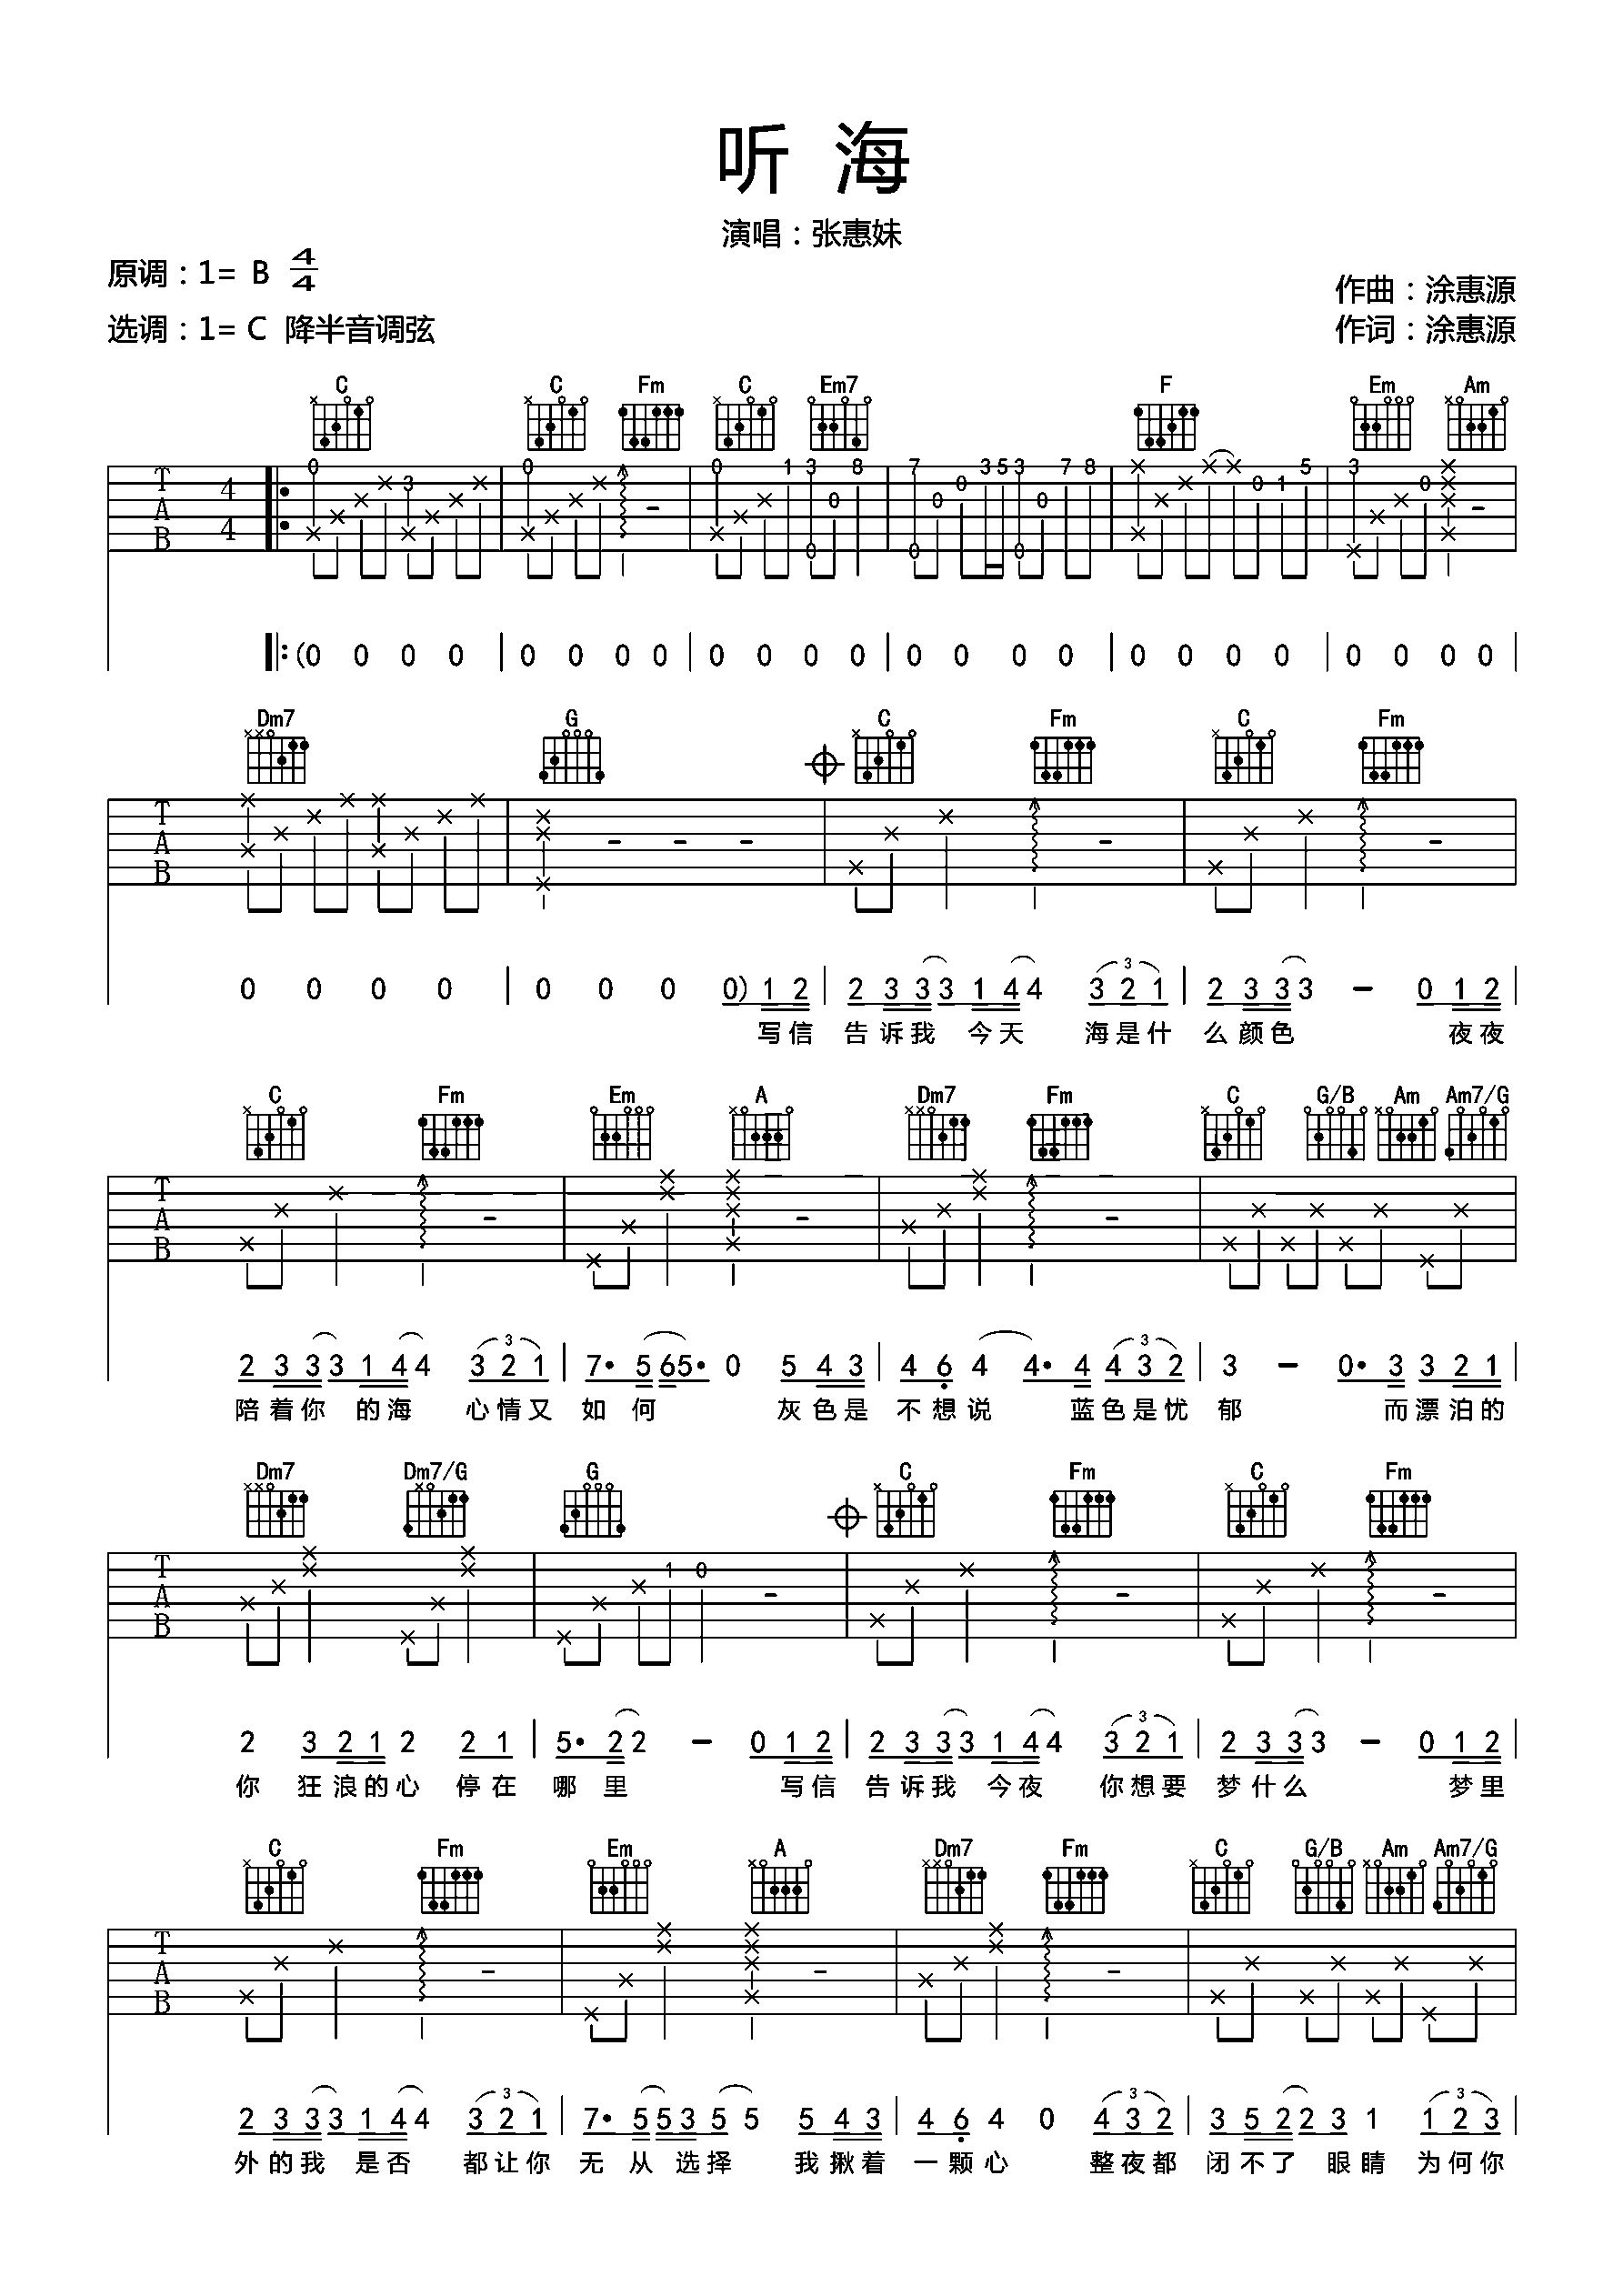 听 海
演唱：张惠妹
原调：1= B 4/4
作曲：涂惠源
选调：1= C 降半音调弦
作词：涂惠源
C C Fm C Em7 F Em Am
T A B 4/4 0 3 0 0 1 3 0 8 0 7 0 0 0 3 5 3 0 0 7 8 0 1 5 3 0
(0 0 0 0 0 0 0 0 0 0 0 0 0 0 0 0 0 0 0 0 0 0 0 0
Dm7 G C Fm C Fm
T A B
0 0 0 0 0 0 0 0) 1 2 2 3 3 3 1 4 4 3 2 1 2 3 3 3 - 0 1 2
写信 告诉我 今天 海是什 么颜色 夜夜
C Fm Em A Dm7 Fm C G/B Am Am7/G
T A B
2 3 3 3 1 4 4 3 2 1 7· 5 6 5· 0 5 4 3 4 6 4 4· 4 4 3 2 3 - 0· 3 3 2 1
陪着你 的海 心情又 如何 灰色是 不想说 蓝色是忧 郁 而漂泊的
Dm7 Dm7/G G C Fm C Fm
T A B 1 0
2 3 2 1 2 2 1 5· 2 2 - 0 1 2 2 3 3 3 1 4 4 3 2 1 2 3 3 3 - 0 1 2
你 狂浪的心 停在 哪里 写信 告诉我 今夜 你想要 梦什么 梦里
C Fm Em A Dm7 Fm C G/B Am Am7/G
T A B
2 3 3 3 1 4 4 3 2 1 7· 5 5 3 5 5 5 4 3 4 6 4 0 4 3 2 3 5 2 2 3 1 1 2 3
外的我 是否 都让你 无从选择 我揪着 一颗心 整夜都 闭不了 眼睛 为何你